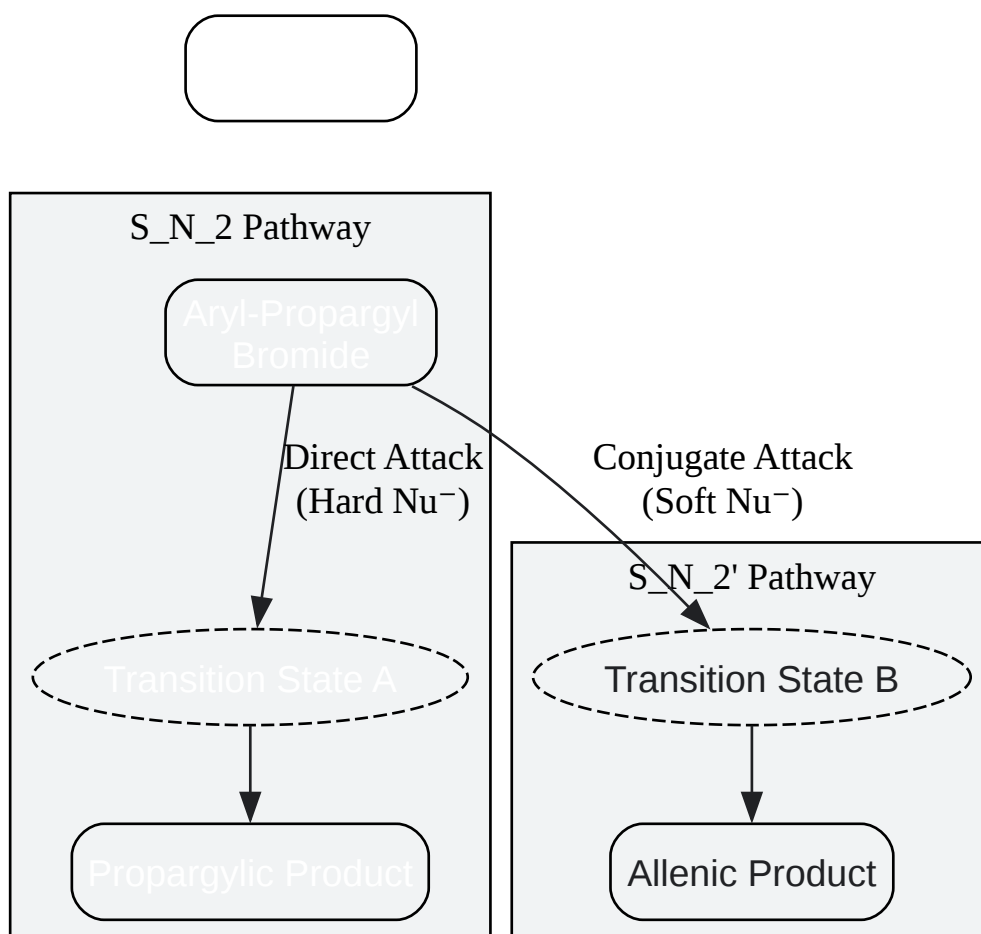 S_N_2 Pathway
Aryl-Propargyl
Bromide
Direct Attack
(Hard Nu⁻)
Conjugate Attack
(Soft Nu⁻)
S_N_2' Pathway
Transition State A
Transition State B
Propargylic Product
Allenic Product